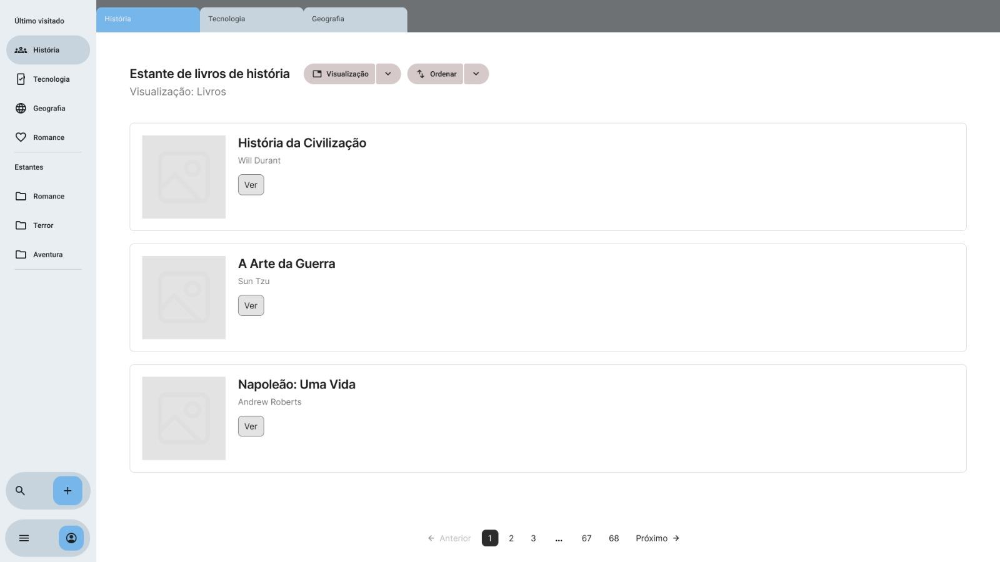 Último visitado
História
Tecnologia
Geografia
Romance
Estantes
Romance
Terror
Aventura
História
Tecnologia
Geografia
Estante de livros de história
Visualização
Ordenar
Visualização: Livros
História da Civilização
Will Durant
Ver
A Arte da Guerra
Sun Tzu
Ver
Napoleão: Uma Vida
Andrew Roberts
Ver
← Anterior 1 2 3 ... 67 68 Próximo →